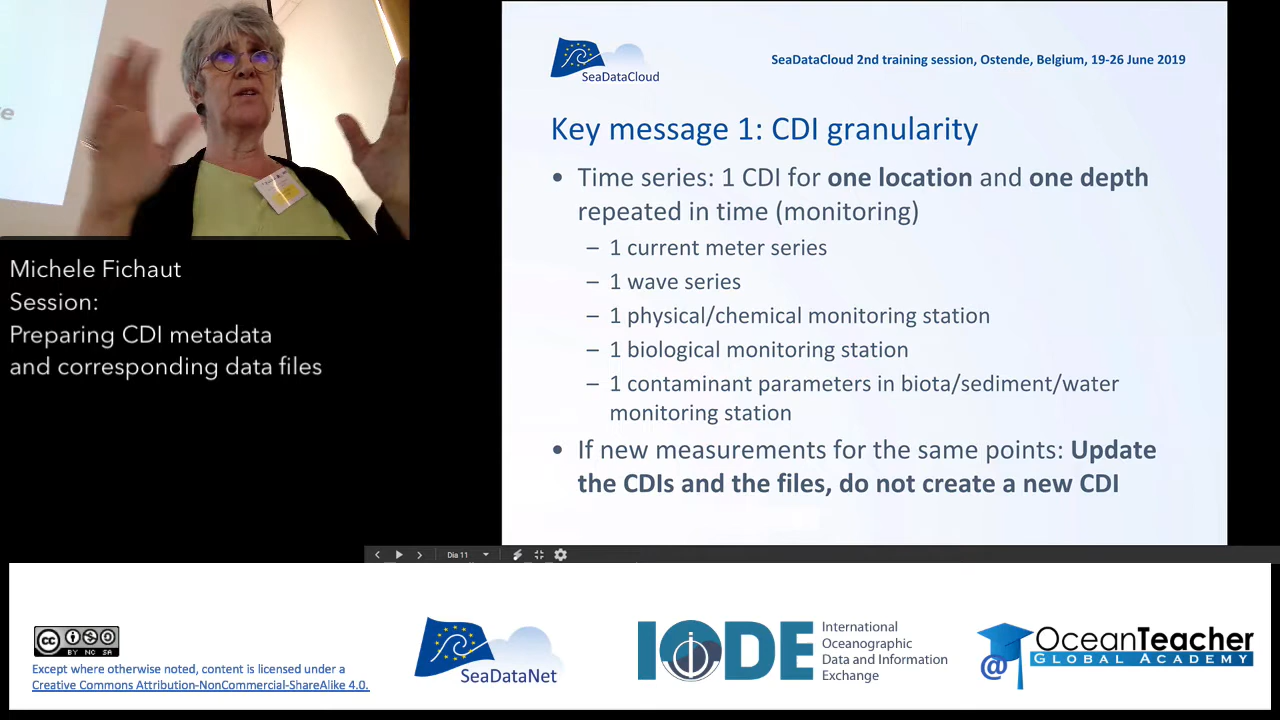 SeaDataCloud
SeaDataCloud 2nd training session, Ostende, Belgium, 19-26 June 2019
Key message 1: CDI granularity
• Time series: 1 CDI for one location and one depth
repeated in time (monitoring)
– 1 current meter series
– 1 wave series
– 1 physical/chemical monitoring station
– 1 biological monitoring station
– 1 contaminant parameters in biota/sediment/water
monitoring station
• If new measurements for the same points: Update
the CDIs and the files, do not create a new CDI
Michele Fichaut
Session:
Preparing CDI metadata
and corresponding data files
Dia 11
CC BY NC SA
Except where otherwise noted, content is licensed under a
Creative Commons Attribution-NonCommercial-ShareAlike 4.0.
SeaDataNet
IODE
International
Oceanographic
Data and Information
Exchange
@
OceanTeacher
GLOBAL ACADEMY